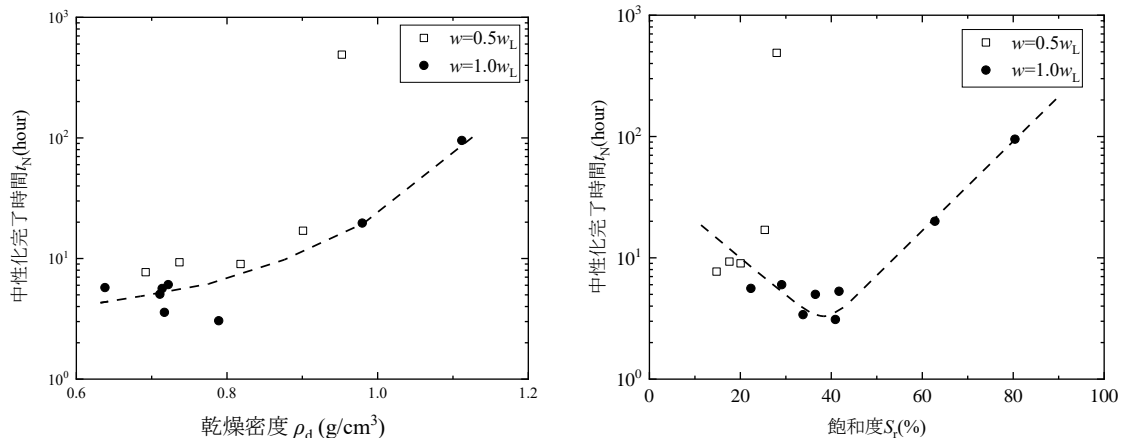 10³
w=0.5w_L
w=1.0w_L
10²
10¹
10⁰
中性化完了時間t_N(hour)
0.6 0.8 1.0 1.2
乾燥密度 ρ_d (g/cm³)
10³
w=0.5w_L
w=1.0w_L
10²
10¹
10⁰
中性化完了時間t_N(hour)
0 20 40 60 80 100
飽和度S_r(%)